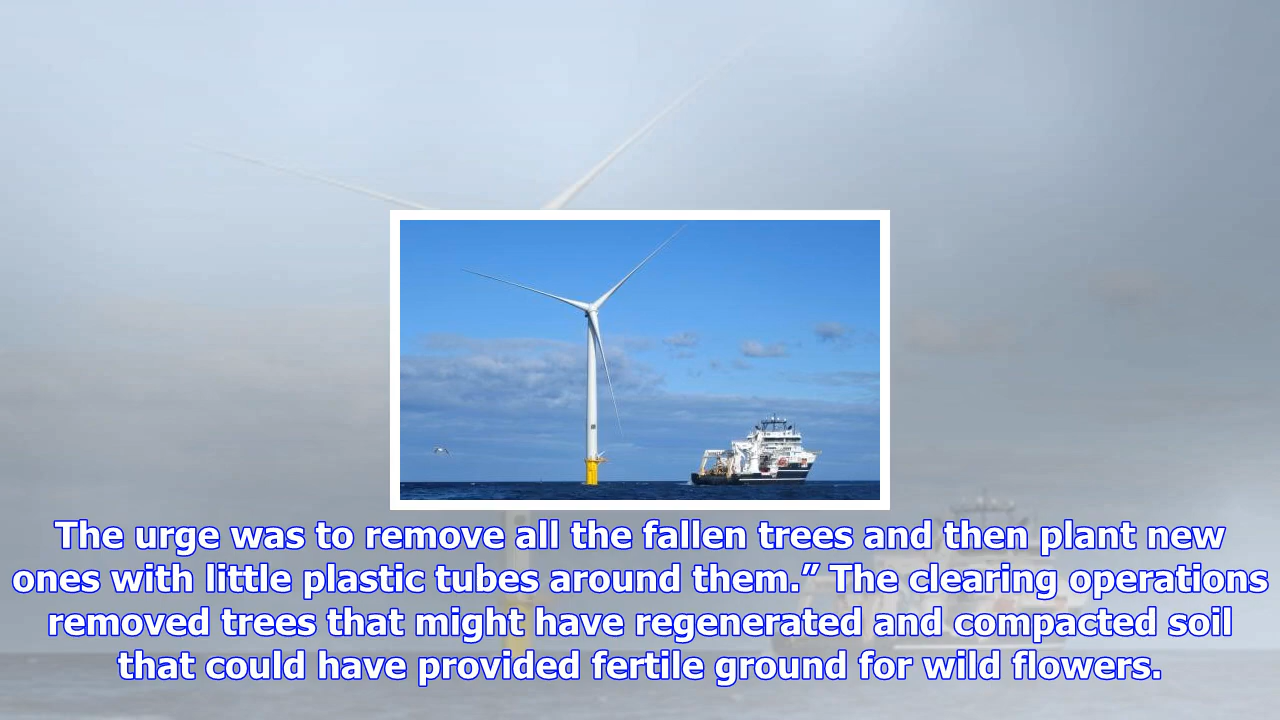 The urge was to remove all the fallen trees and then plant new
ones with little plastic tubes around them.” The clearing operations
removed trees that might have regenerated and compacted soil
that could have provided fertile ground for wild flowers.